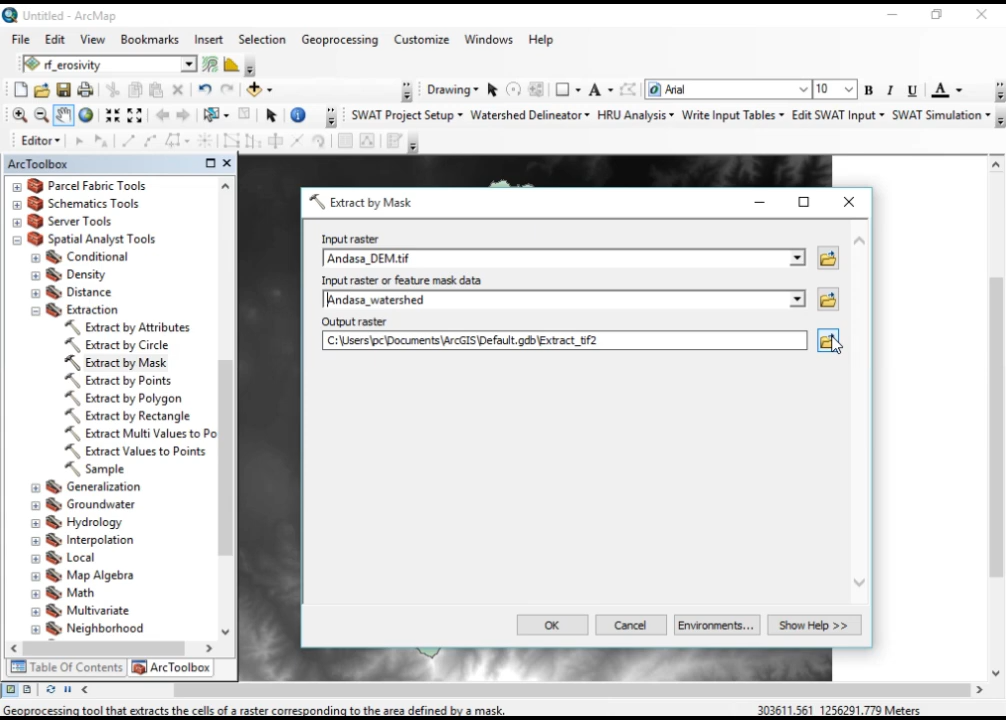 Untitled - ArcMap
File Edit View Bookmarks Insert Selection Geoprocessing Customize Windows Help
rf_erosivity
Drawing Arial 10 B I U A
SWAT Project Setup Watershed Delineator HRU Analysis Write Input Tables Edit SWAT Input SWAT Simulation
Editor
ArcToolbox
Parcel Fabric Tools
Schematics Tools
Server Tools
Spatial Analyst Tools
Conditional
Density
Distance
Extraction
Extract by Attributes
Extract by Circle
Extract by Mask
Extract by Points
Extract by Polygon
Extract by Rectangle
Extract Multi Values to Po
Extract Values to Points
Sample
Generalization
Groundwater
Hydrology
Interpolation
Local
Map Algebra
Math
Multivariate
Neighborhood
Table Of Contents ArcToolbox
Extract by Mask
Input raster
Andasa_DEM.tif
Input raster or feature mask data
Andasa_watershed
Output raster
C:\Users\pc\Documents\ArcGIS\Default.gdb\Extract_tif2
OK Cancel Environments... Show Help >>
Geoprocessing tool that extracts the cells of a raster corresponding to the area defined by a mask.
303611.561 1256291.779 Meters